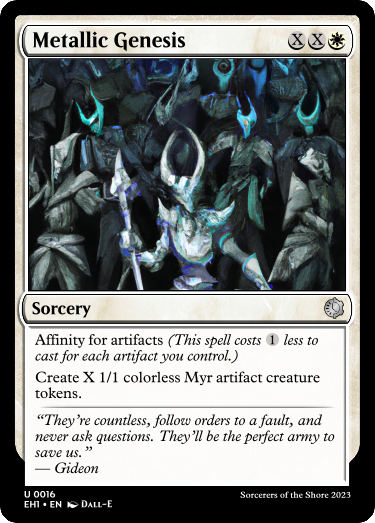 Metallic Genesis XX
Sorcery
Affinity for artifacts (This spell costs 1 less to
cast for each artifact you control.)
Create X 1/1 colorless Myr artifact creature
tokens.
“They’re countless, follow orders to a fault, and
never ask questions. They’ll be the perfect army to
save us.”
— Gideon
U 0016
EH1 • EN DALL-E
Sorcerers of the Shore 2023